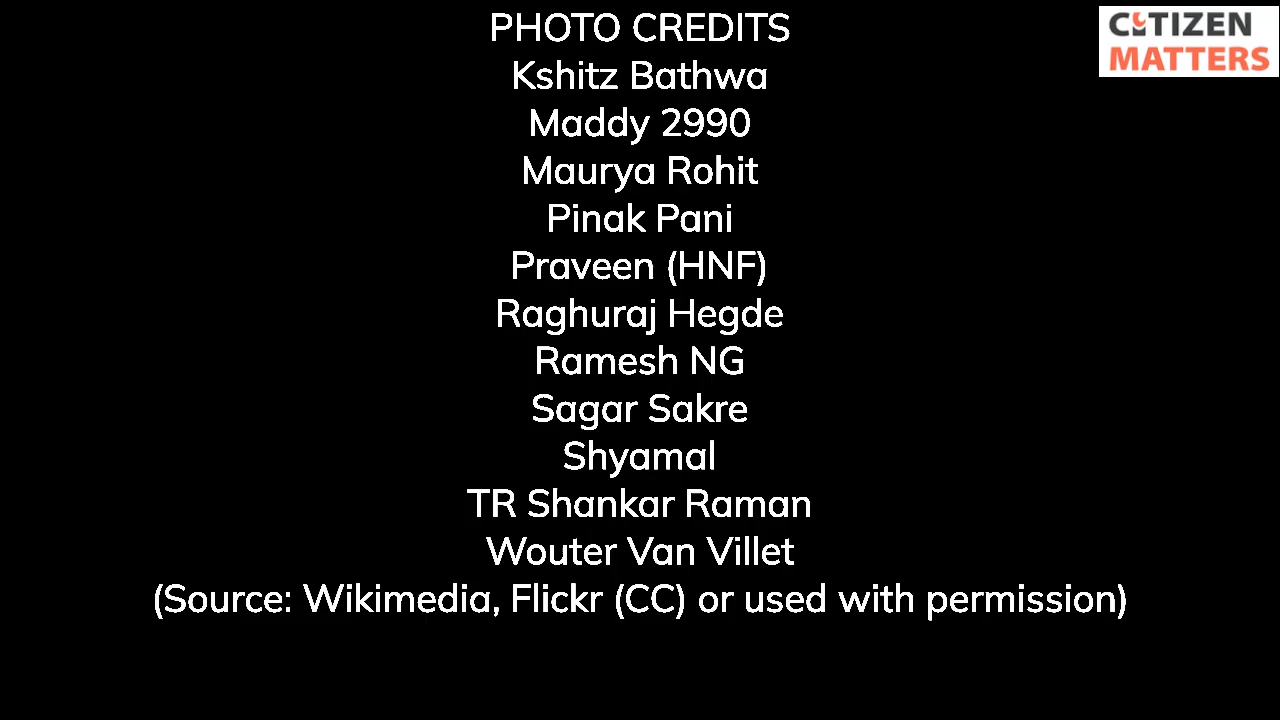 PHOTO CREDITS
Kshitz Bathwa
Maddy 2990
Maurya Rohit
Pinak Pani
Praveen (HNF)
Raghuraj Hegde
Ramesh NG
Sagar Sakre
Shyamal
TR Shankar Raman
Wouter Van Villet
(Source: Wikimedia, Flickr (CC) or used with permission)
CITIZEN
MATTERS